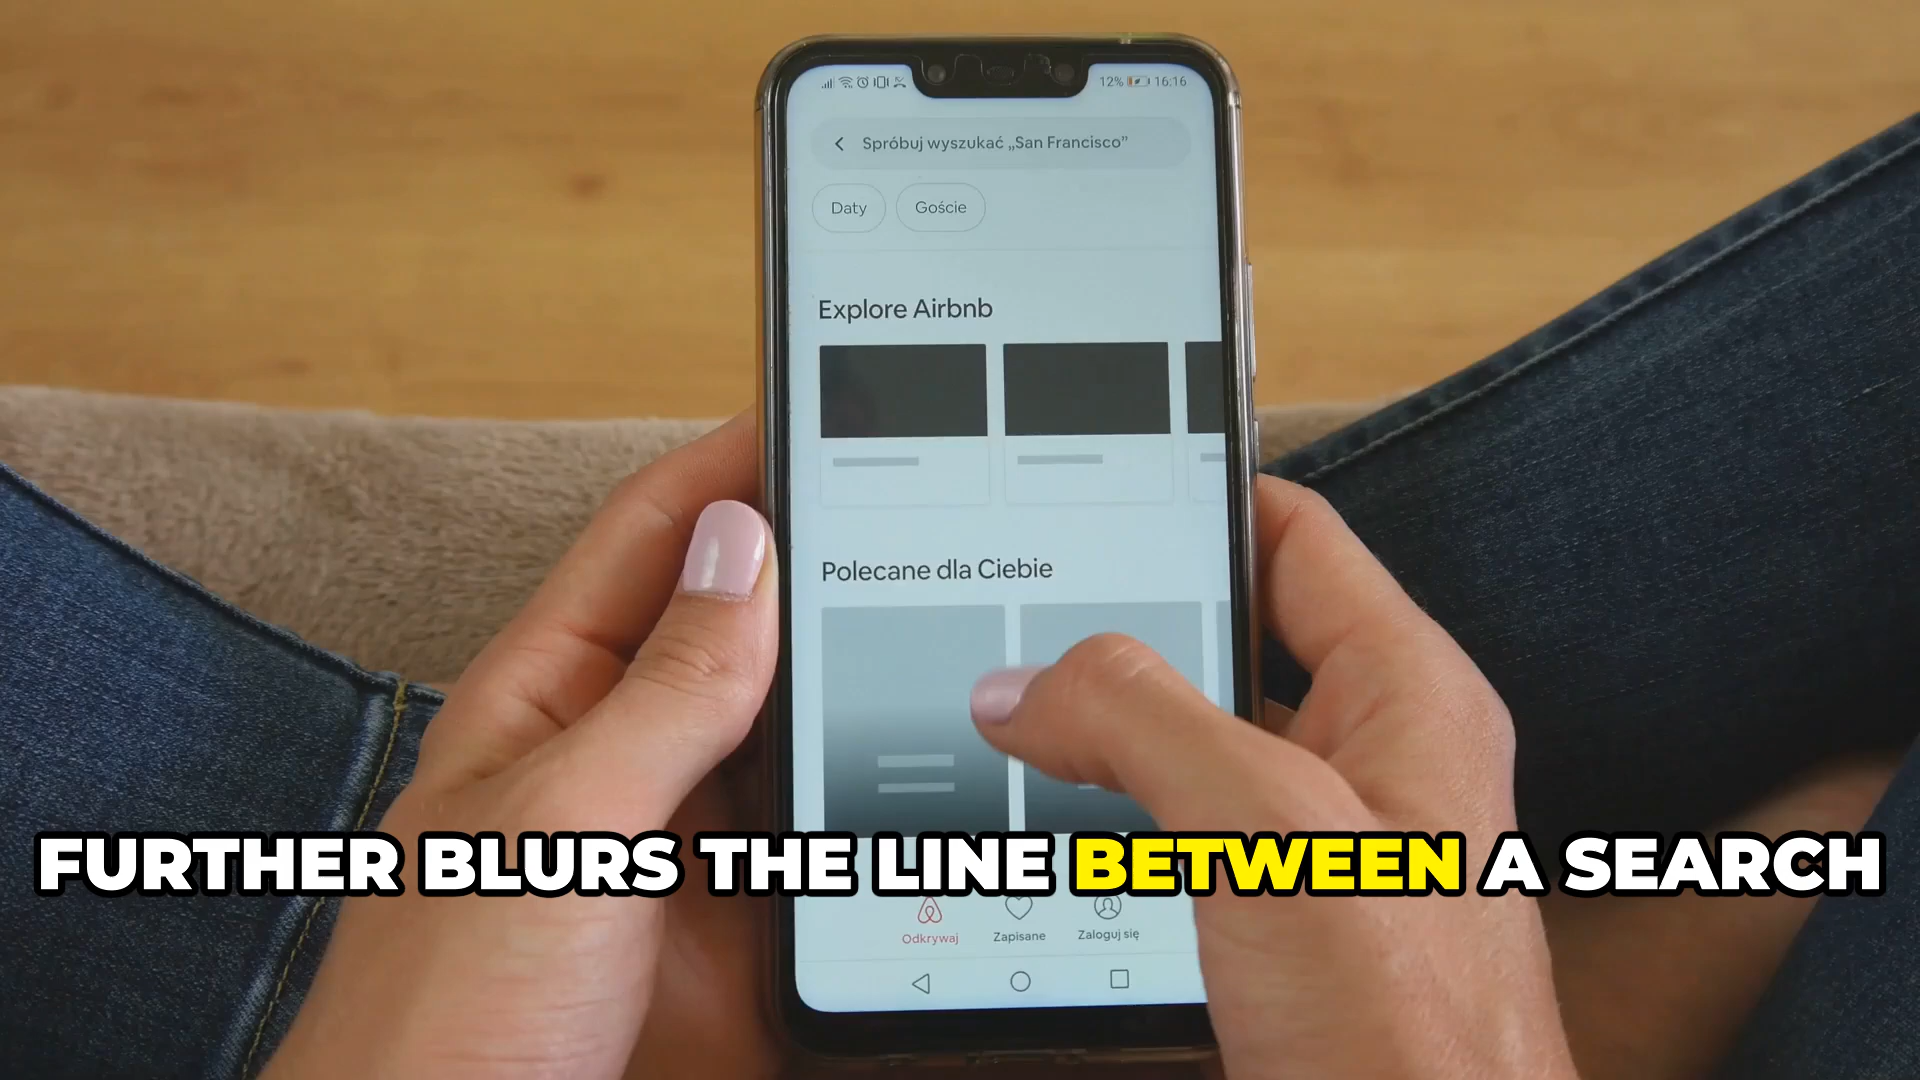 12% 16:16
Spróbuj wyszukać „San Francisco”
Daty Goście
Explore Airbnb
Polecane dla Ciebie
FURTHER BLURS THE LINE BETWEEN A SEARCH
Odkrywaj Zapisane Zaloguj się